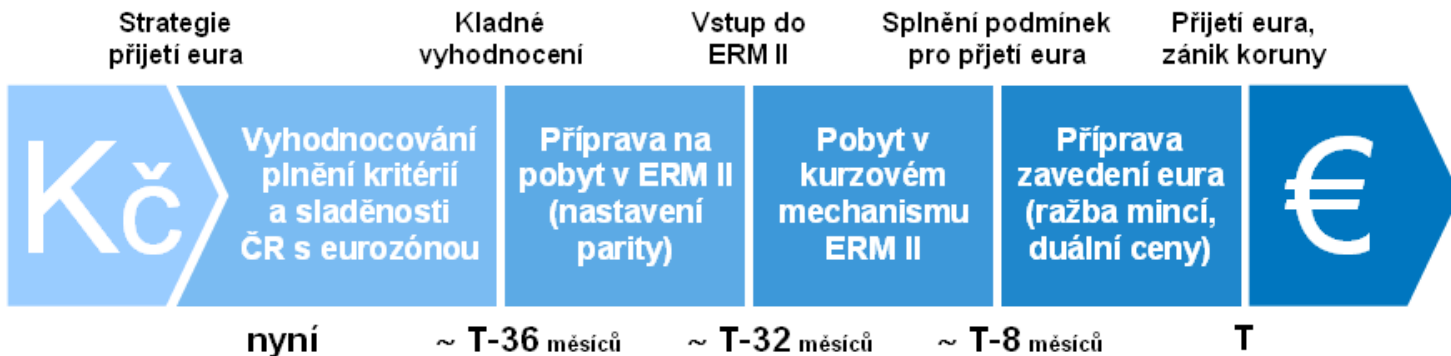 Strategie
přijetí eura
Kladné
vyhodnocení
Vstup do
ERM II
Splnění podmínek
pro přjetí eura
Přijetí eura,
zánik koruny
Kč
Vyhodnocování
plnění kritérií
a sladěnosti
ČR s eurozónou
Příprava na
pobyt v ERM II
(nastavení
parity)
Pobyt v
kurzovém
mechanismu
ERM II
Příprava
zavedení eura
(ražba mincí,
duální ceny)
€
nyní
~ T-36 měsíců
~ T-32 měsíců
~ T-8 měsíců
T